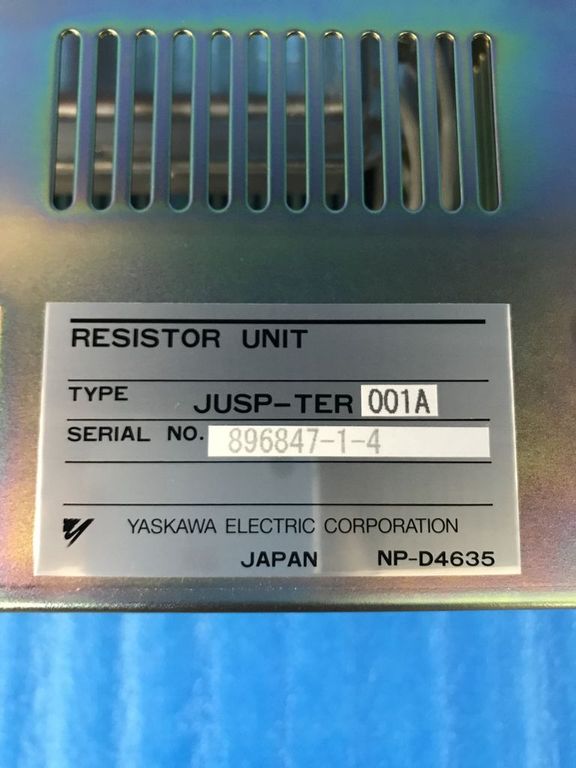 RESISTOR UNIT
TYPE JUSP-TER 001A
SERIAL NO. 896847-1-4
YASKAWA ELECTRIC CORPORATION
JAPAN NP-D4635